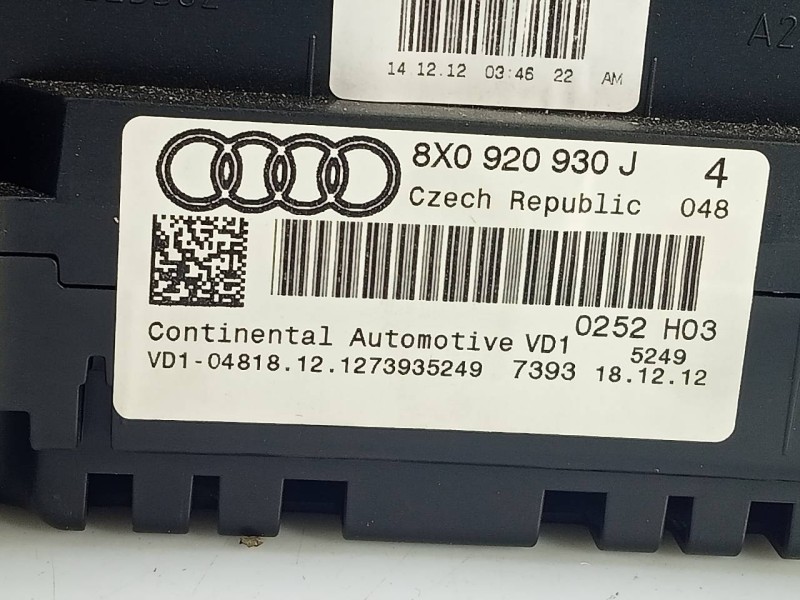 A2
14 12.12 03:46 22 AM
8X0 920 930 J 4
Czech Republic 048
0252 H03
Continental Automotive VD1
5249
VD1-04818.12.1273935249 7393 18.12.12